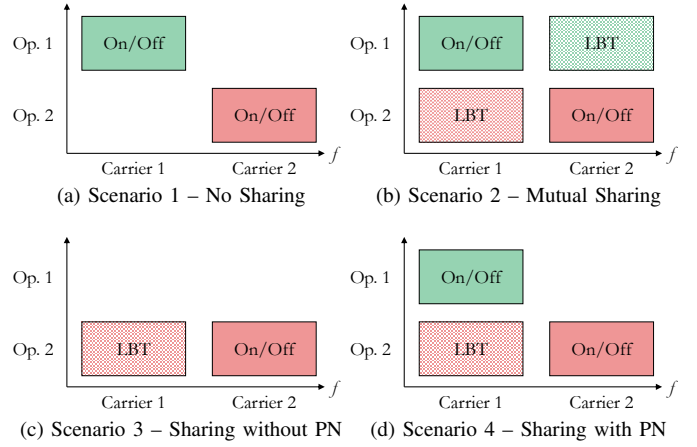 Op. 1 On/Off
Op. 2 On/Off
Carrier 1 Carrier 2 f
(a) Scenario 1 – No Sharing
Op. 1 On/Off LBT
Op. 2 LBT On/Off
Carrier 1 Carrier 2 f
(b) Scenario 2 – Mutual Sharing
Op. 1
Op. 2 LBT On/Off
Carrier 1 Carrier 2 f
(c) Scenario 3 – Sharing without PN
Op. 1 On/Off
Op. 2 LBT On/Off
Carrier 1 Carrier 2 f
(d) Scenario 4 – Sharing with PN